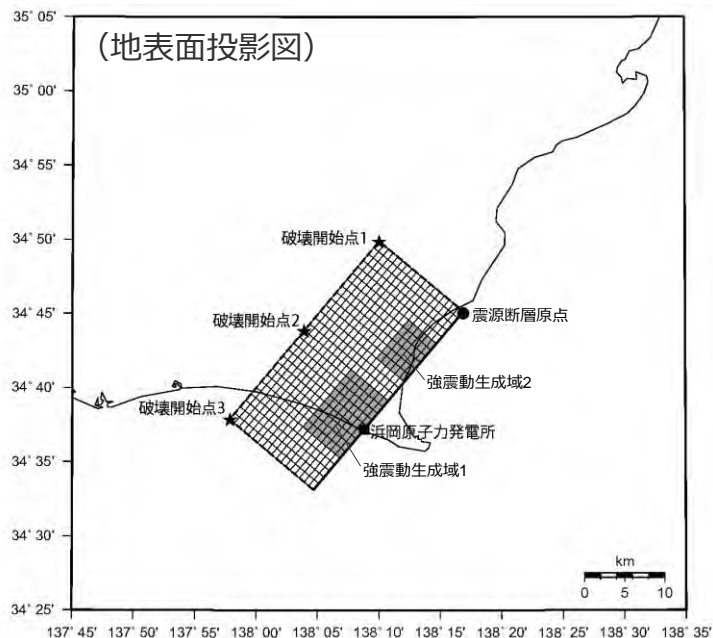 35° 05'
(地表面投影図)
35° 00'
34° 55'
34° 50'
破壊開始点1
34° 45'
震源断層原点
破壊開始点2
34° 40'
強震動生成域2
破壊開始点3
浜岡原子力発電所
34° 35'
強震動生成域1
34° 30'
km
0 5 10
34° 25'
137° 45' 137° 50' 137° 55' 138° 00' 138° 05' 138° 10' 138° 15' 138° 20' 138° 25' 138° 30' 138° 35'